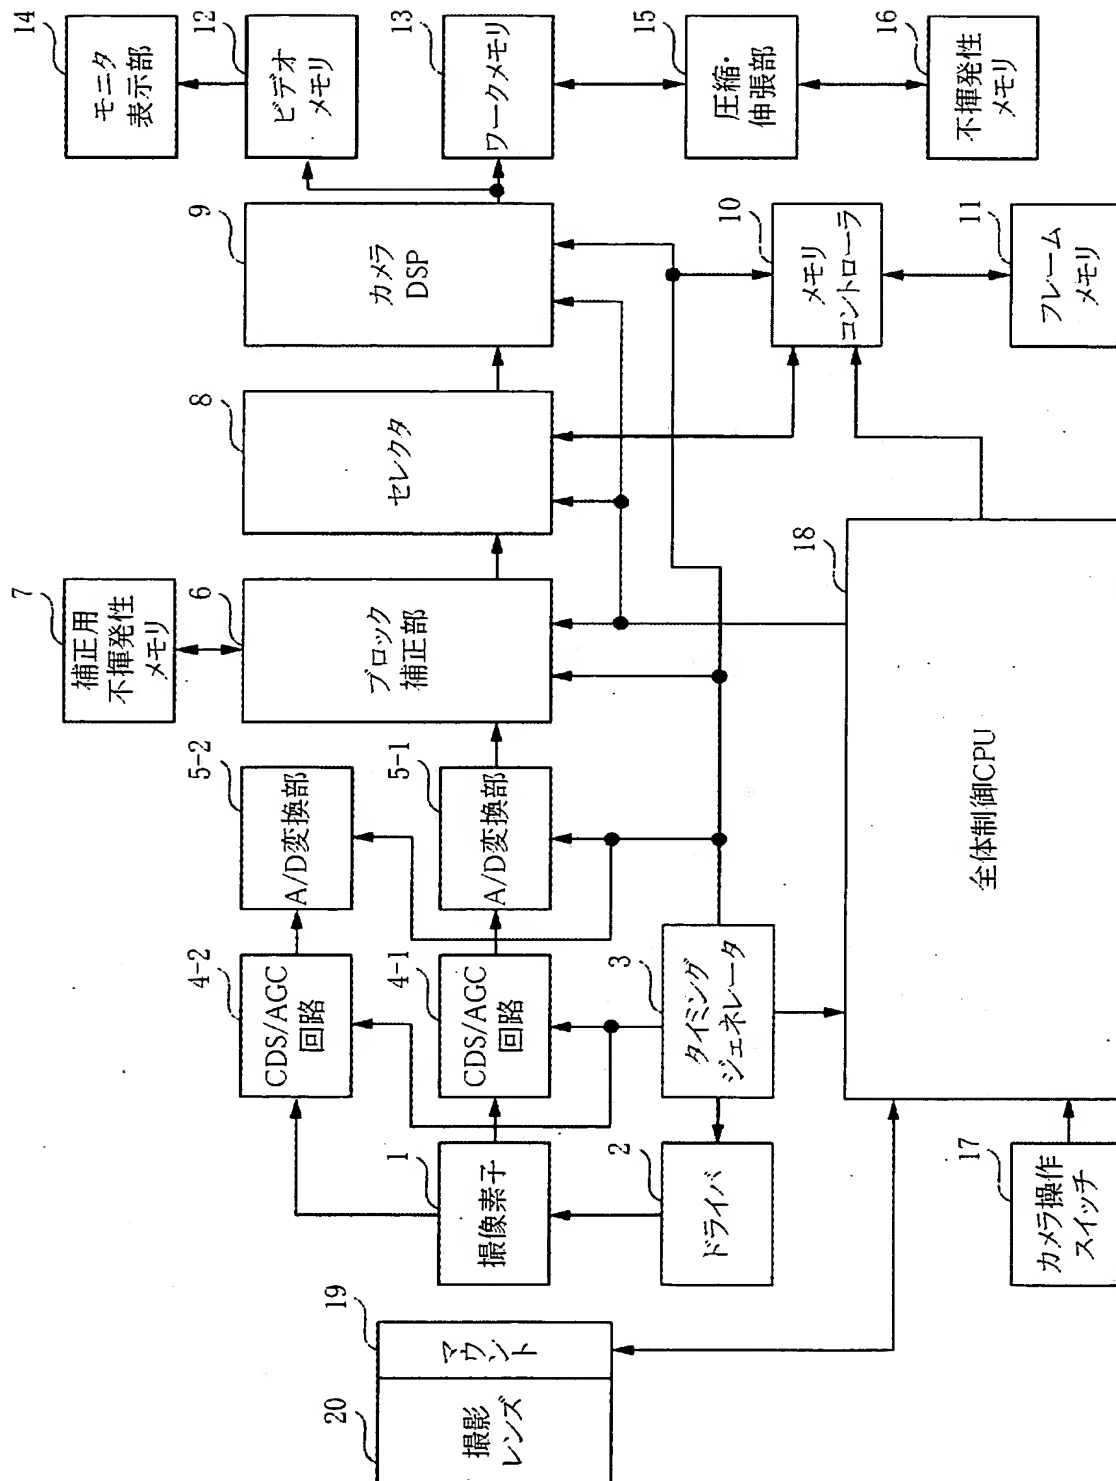 14
モニタ
表示部
12
ビデオ
メモリ
13
ワークメモリ
15
圧縮・
伸張部
16
不揮発性
メモリ
9
カメラ
DSP
10
メモリ
コントローラ
11
フレーム
メモリ
8
セレクタ
7
補正用
不揮発性
メモリ
6
ブロック
補正部
18
全体制御CPU
5-2
A/D変換部
5-1
A/D変換部
4-2
CDS/AGC
回路
4-1
CDS/AGC
回路
3
タイミング
ジェネレータ
1
撮像素子
2
ドライバ
17
カメラ操作
スイッチ
19
マウント
20
撮影
レンズ